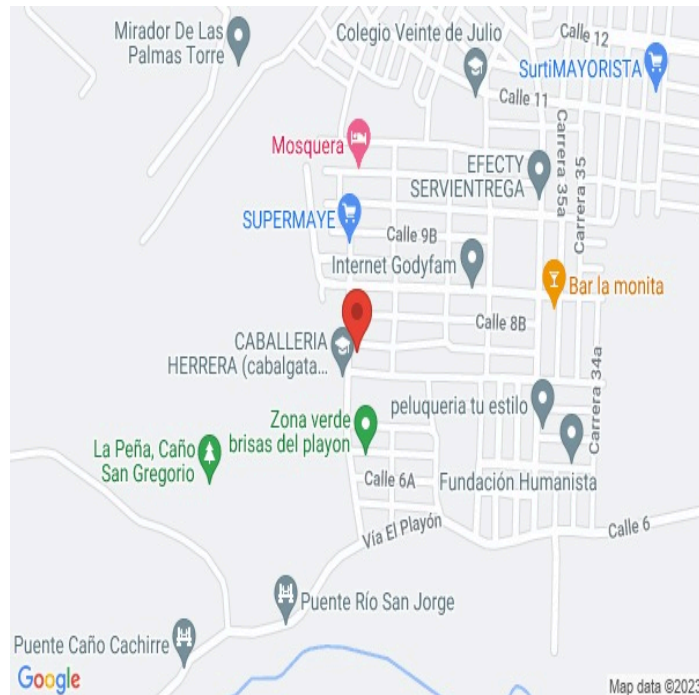 Mirador De Las
Palmas Torre
Colegio Veinte de Julio
Calle 12
SurtiMAYORISTA
Calle 11
Mosquera
EFECTY
SERVIENTREGA
Carrera 35a
Carrera 35
SUPERMAYE
Calle 9B
Internet Godyfam
Bar la monita
Calle 8B
CABALLERIA
HERRERA (cabalgata...
Carrera 34a
peluqueria tu estilo
Zona verde
brisas del playon
La Peña, Caño
San Gregorio
Calle 6A
Fundación Humanista
Vía El Playón
Calle 6
Puente Río San Jorge
Puente Caño Cachirre
Google
Map data ©2023